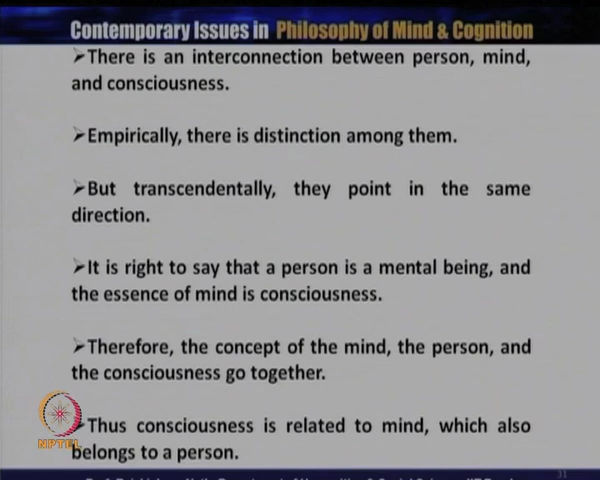 Contemporary Issues in Philosophy of Mind & Cognition
➢There is an interconnection between person, mind,
and consciousness.
➢Empirically, there is distinction among them.
➢But transcendentally, they point in the same
direction.
➢It is right to say that a person is a mental being, and
the essence of mind is consciousness.
➢Therefore, the concept of the mind, the person, and
the consciousness go together.
➢Thus consciousness is related to mind, which also
belongs to a person.
NPTEL
31